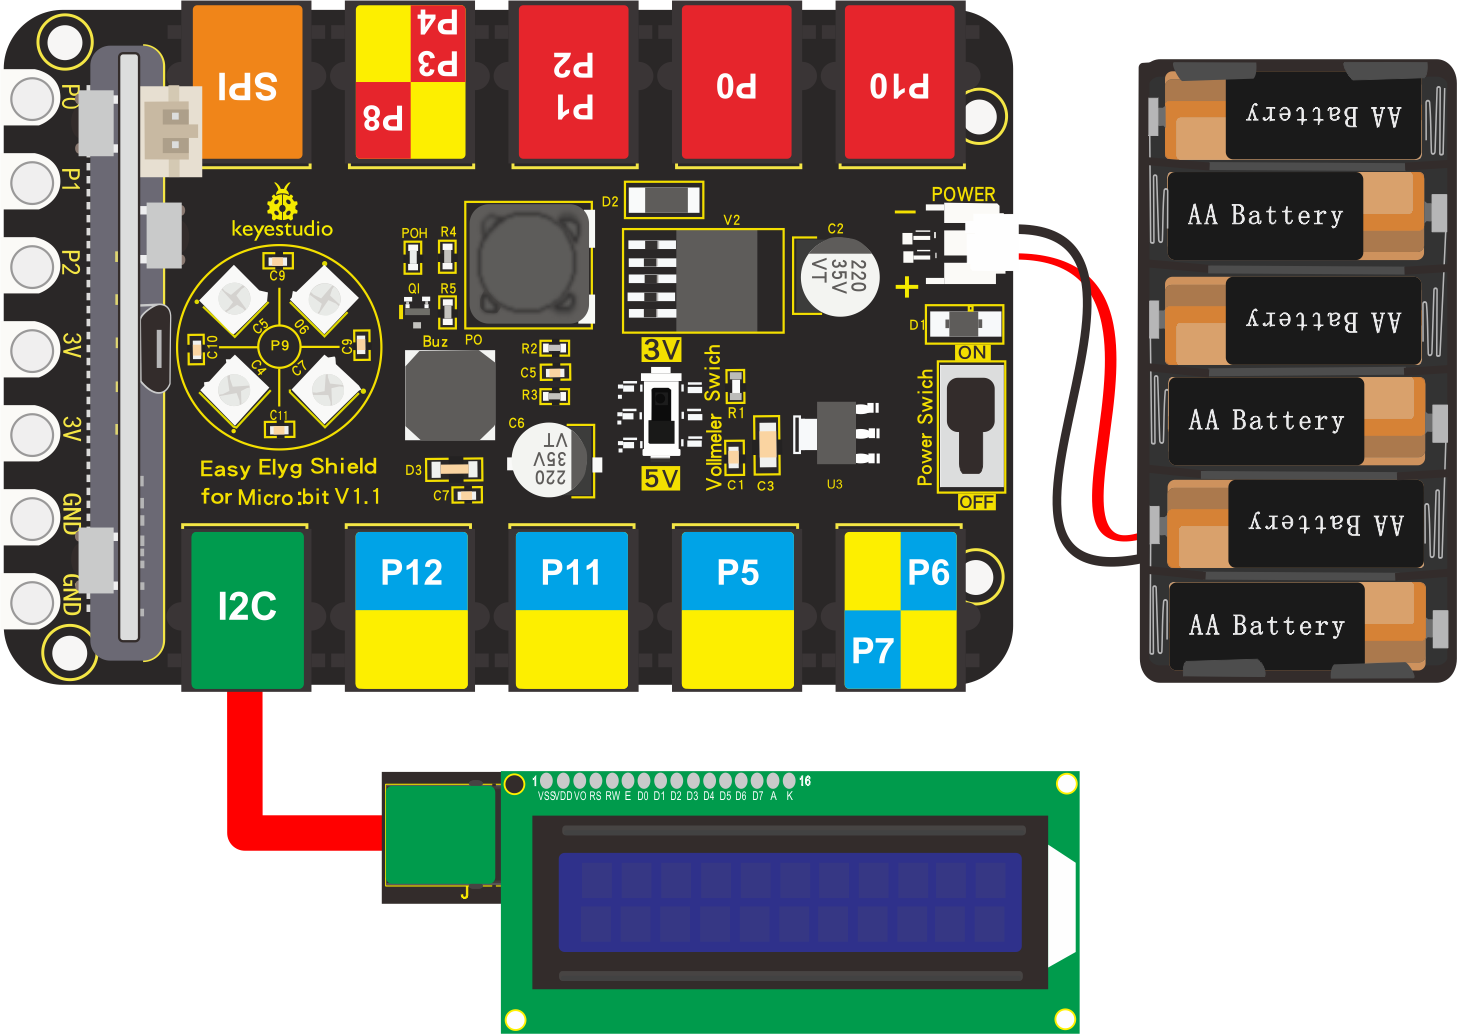 SPI
P4
P3
P8
P2
P1
P0
P10
P0
P1
P2
3V
3V
GND
GND
keyestudio
C9
C5
D6
C10
P9
C9
C4
C7
C11
Easy Elyg Shield
for Micro:bit V1.1
POH
R4
QI
R5
Buz
PO
R2
C5
R3
C6
220
35V
VT
D3
C7
D2
V2
C2
220
35V
VT
3V
5V
Vollmeler Swich
R1
C1
C3
U3
POWER
−
+
D1
ON
Power Swich
OFF
I2C
P12
P11
P5
P6
P7
AA Battery
AA Battery
AA Battery
AA Battery
AA Battery
AA Battery
J
1
16
VSS VDD VO RS RW E D0 D1 D2 D3 D4 D5 D6 D7 A K